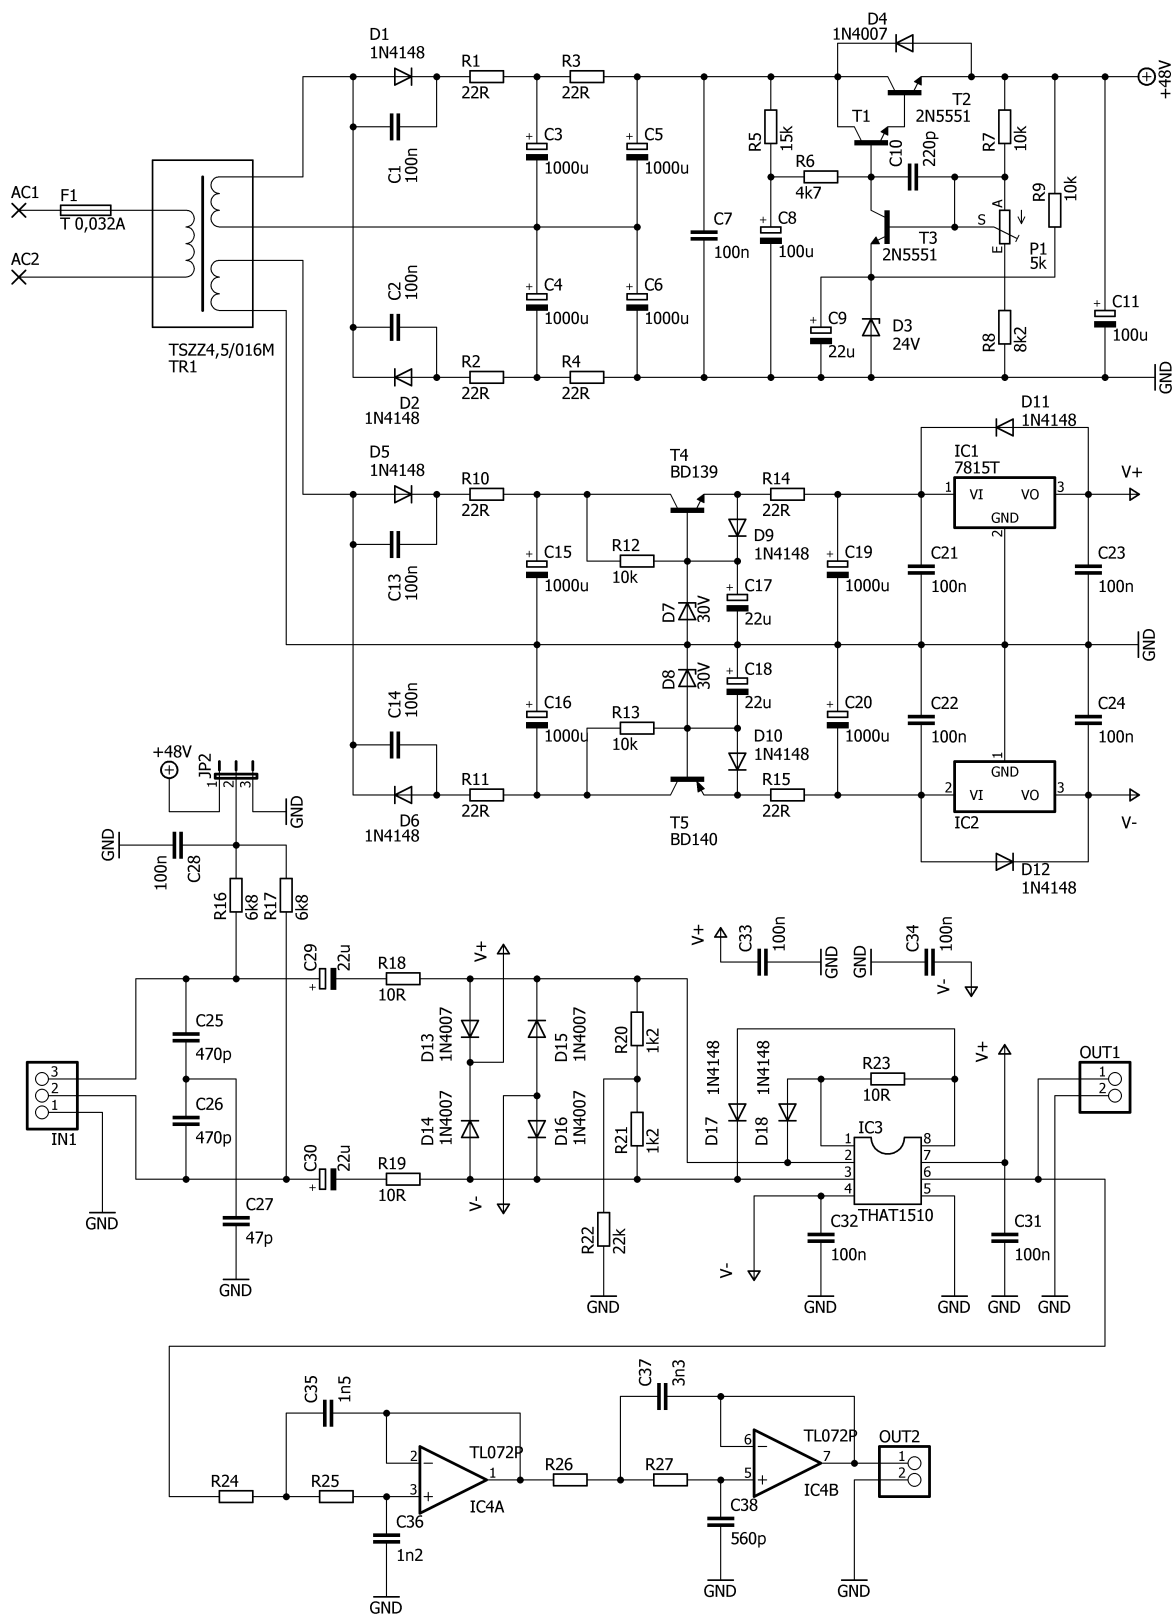 AC1
F1
T 0,032A
AC2
TSZZ4,5/016M
TR1
D1
1N4148
R1
22R
R3
22R
C1
100n
C3
+
1000u
C5
+
1000u
C2
100n
C4
+
1000u
C6
+
1000u
D2
1N4148
R2
22R
R4
22R
C7
100n
D4
1N4007
T1
T2
2N5551
R5
15k
R6
4k7
C10
220p
R7
10k
R9
10k
+48V
C8
+
100u
T3
2N5551
A
S
E
P1
5k
C9
+
22u
D3
24V
R8
8k2
C11
+
100u
GND
D5
1N4148
R10
22R
C13
100n
C15
+
1000u
T4
BD139
R12
10k
D9
1N4148
D7
30V
C17
+
22u
R14
22R
C19
+
1000u
D11
1N4148
IC1
7815T
1
VI
VO
3
GND
2
V+
C21
100n
C23
100n
GND
C14
100n
C16
+
1000u
D8
30V
C18
+
22u
R13
10k
D10
1N4148
C20
+
1000u
C22
100n
C24
100n
1
GND
2
VI
VO
3
IC2
V-
D6
1N4148
R11
22R
T5
BD140
R15
22R
D12
1N4148
+48V
JP2
1
2
3
GND
GND
100n
C28
R16
6k8
R17
6k8
C29
+
22u
R18
10R
V+
V+
C33
100n
GND
GND
C34
100n
V-
C25
470p
C26
470p
IN1
3
2
1
GND
C27
47p
GND
C30
+
22u
R19
10R
D13
1N4007
D15
1N4007
D14
1N4007
D16
1N4007
V-
R20
1k2
R21
1k2
R22
22k
GND
D17
1N4148
D18
1N4148
R23
10R
IC3
1
2
3
4
8
7
6
5
THAT1510
V+
OUT1
1
2
V-
C32
100n
GND
GND
C31
100n
GND
GND
R24
R25
C35
1n5
C36
1n2
GND
2
−
3
+
1
TL072P
IC4A
R26
R27
C37
3n3
C38
560p
GND
6
−
5
+
7
TL072P
IC4B
OUT2
1
2
GND